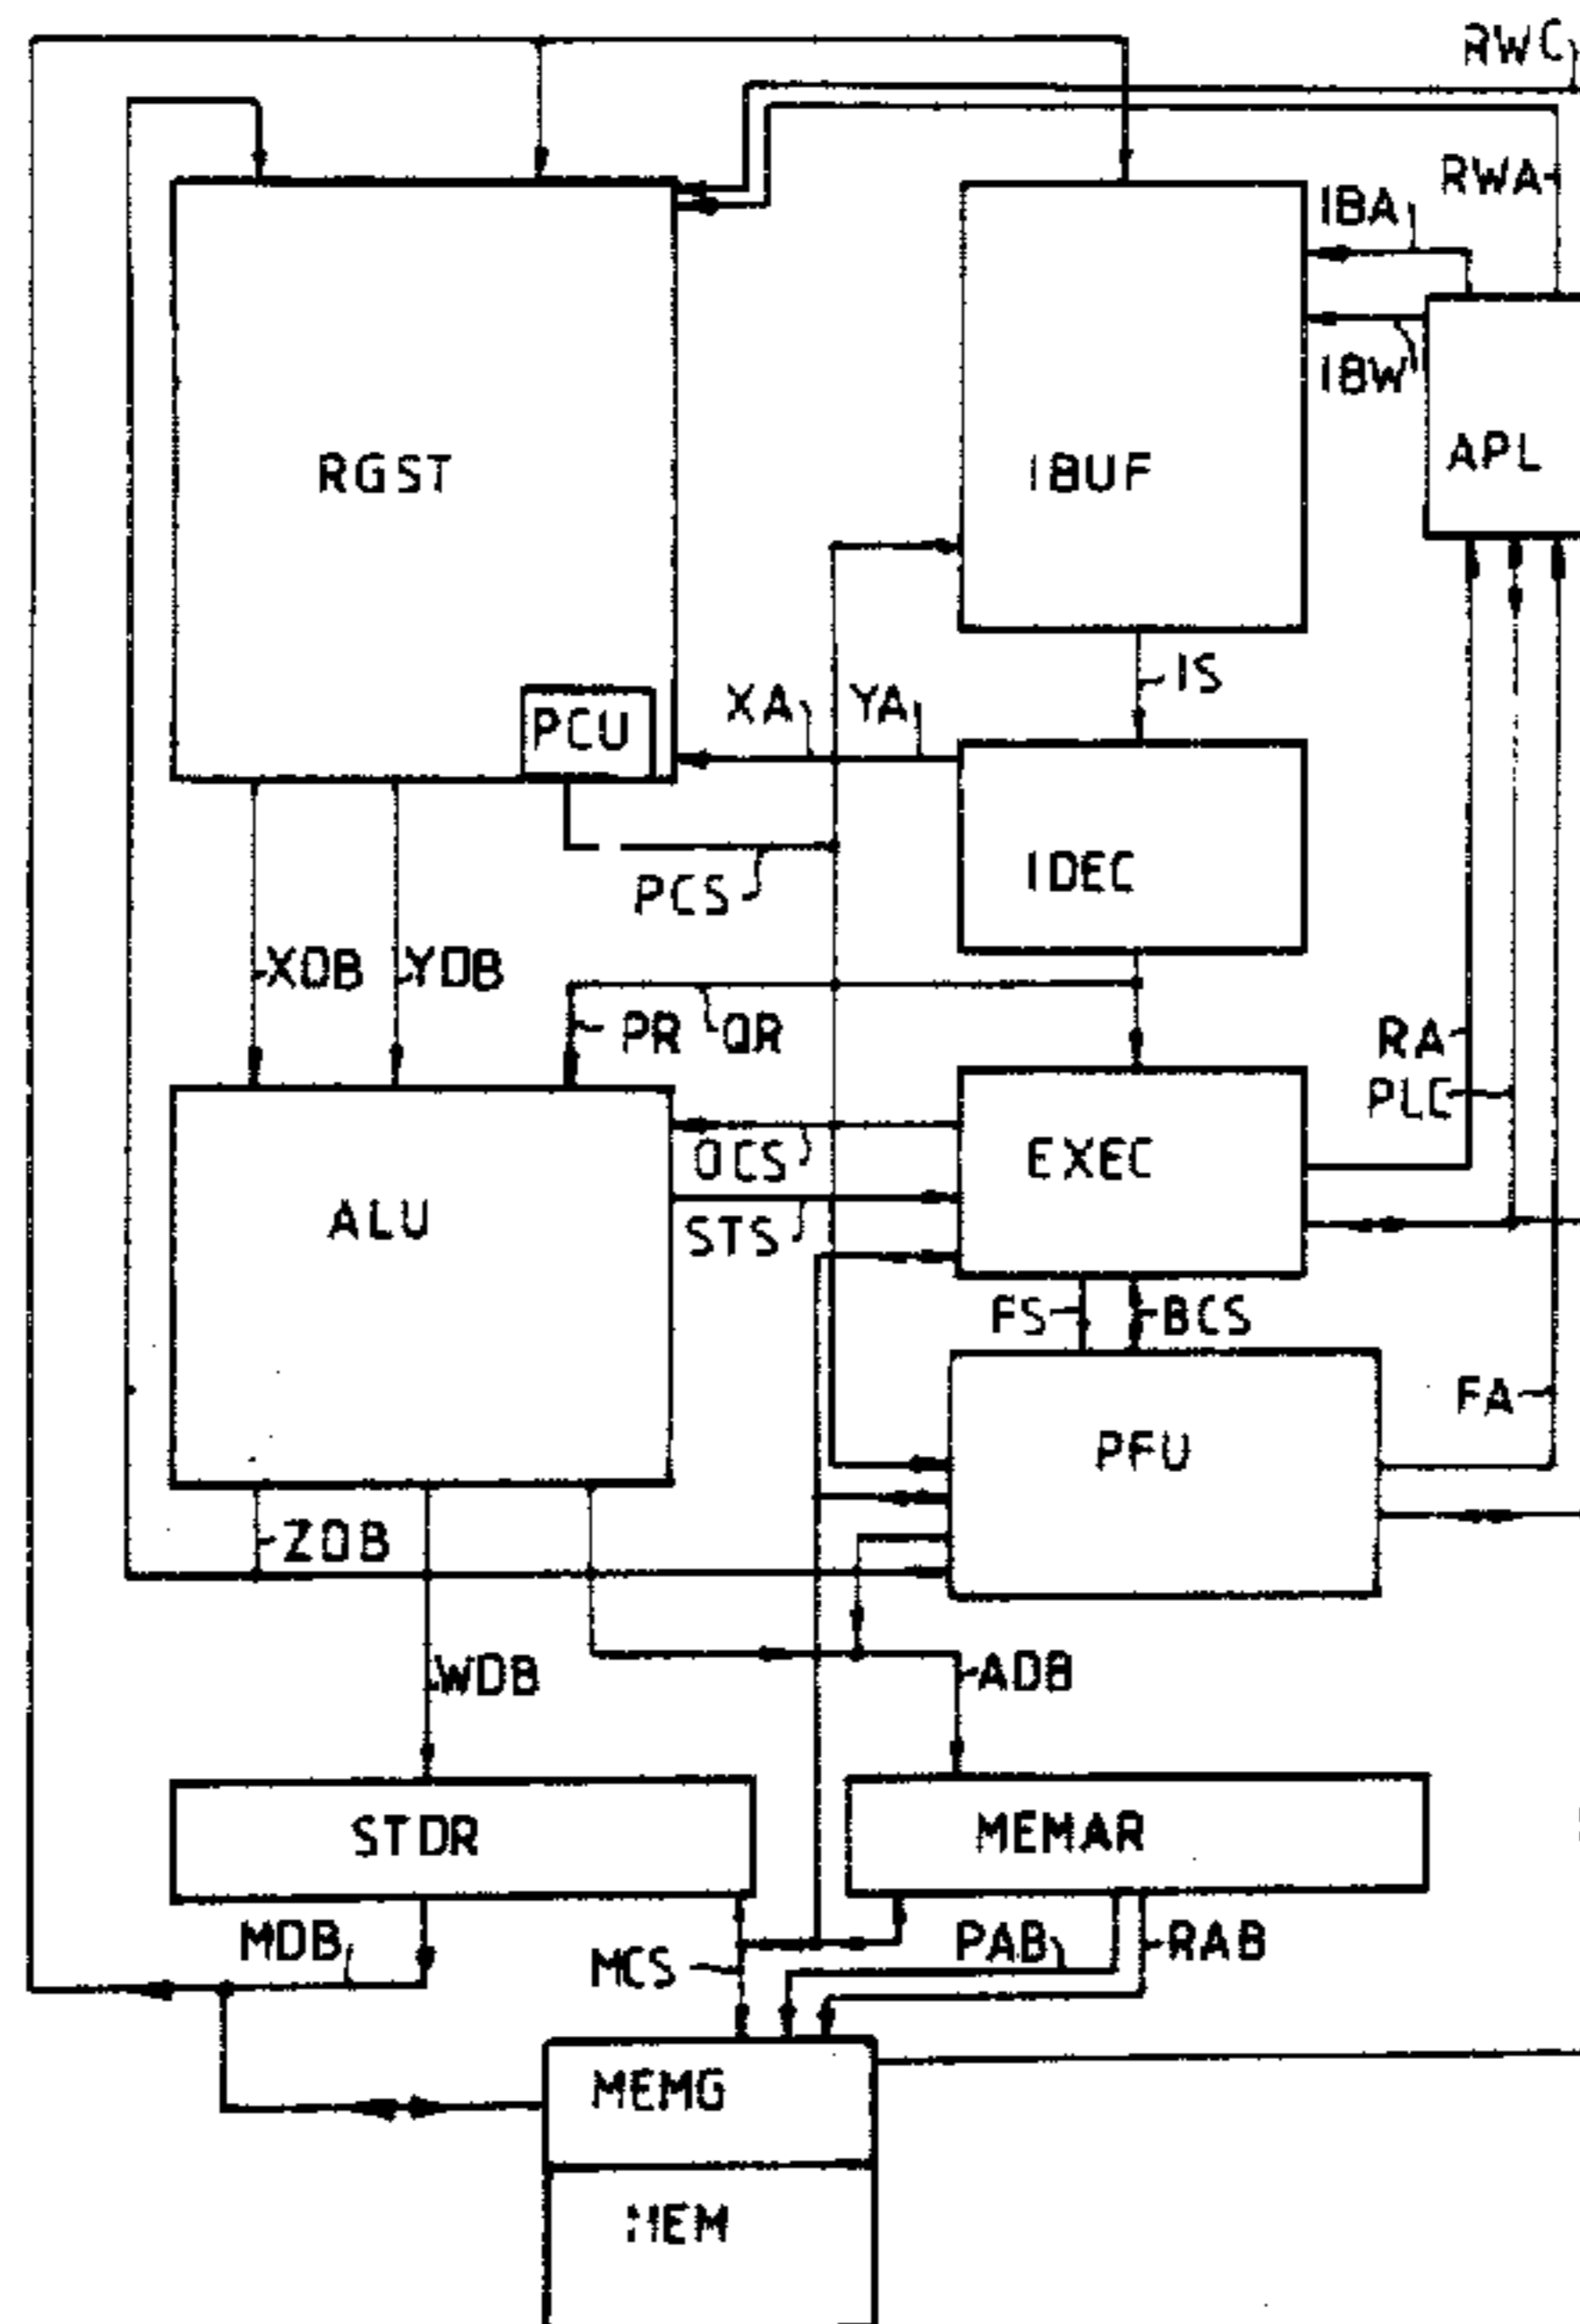 RWC
RWA
IBA
IBW
APL
RGST
IBUF
IS
XA
YA
PCU
IDEC
PCS
XDB
YDB
PR
QR
RA
PLC
OCS
EXEC
ALU
STS
FS
BCS
FA
PFU
ZDB
WDB
ADB
STDR
MEMAR
MDB
MCS
PAB
RAB
MEMG
MEM